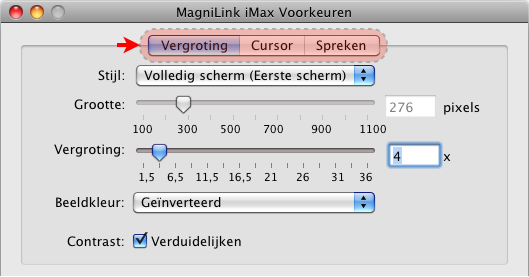 MagniLink iMax Voorkeuren
Vergroting Cursor Spreken
Stijl: Volledig scherm (Eerste scherm)
Grootte: 276 pixels
100 300 500 700 900 1100
Vergroting: 4 x
1,5 6,5 11,5 16,5 21 26 31 36
Beeldkleur: Geïnverteerd
Contrast: Verduidelijken